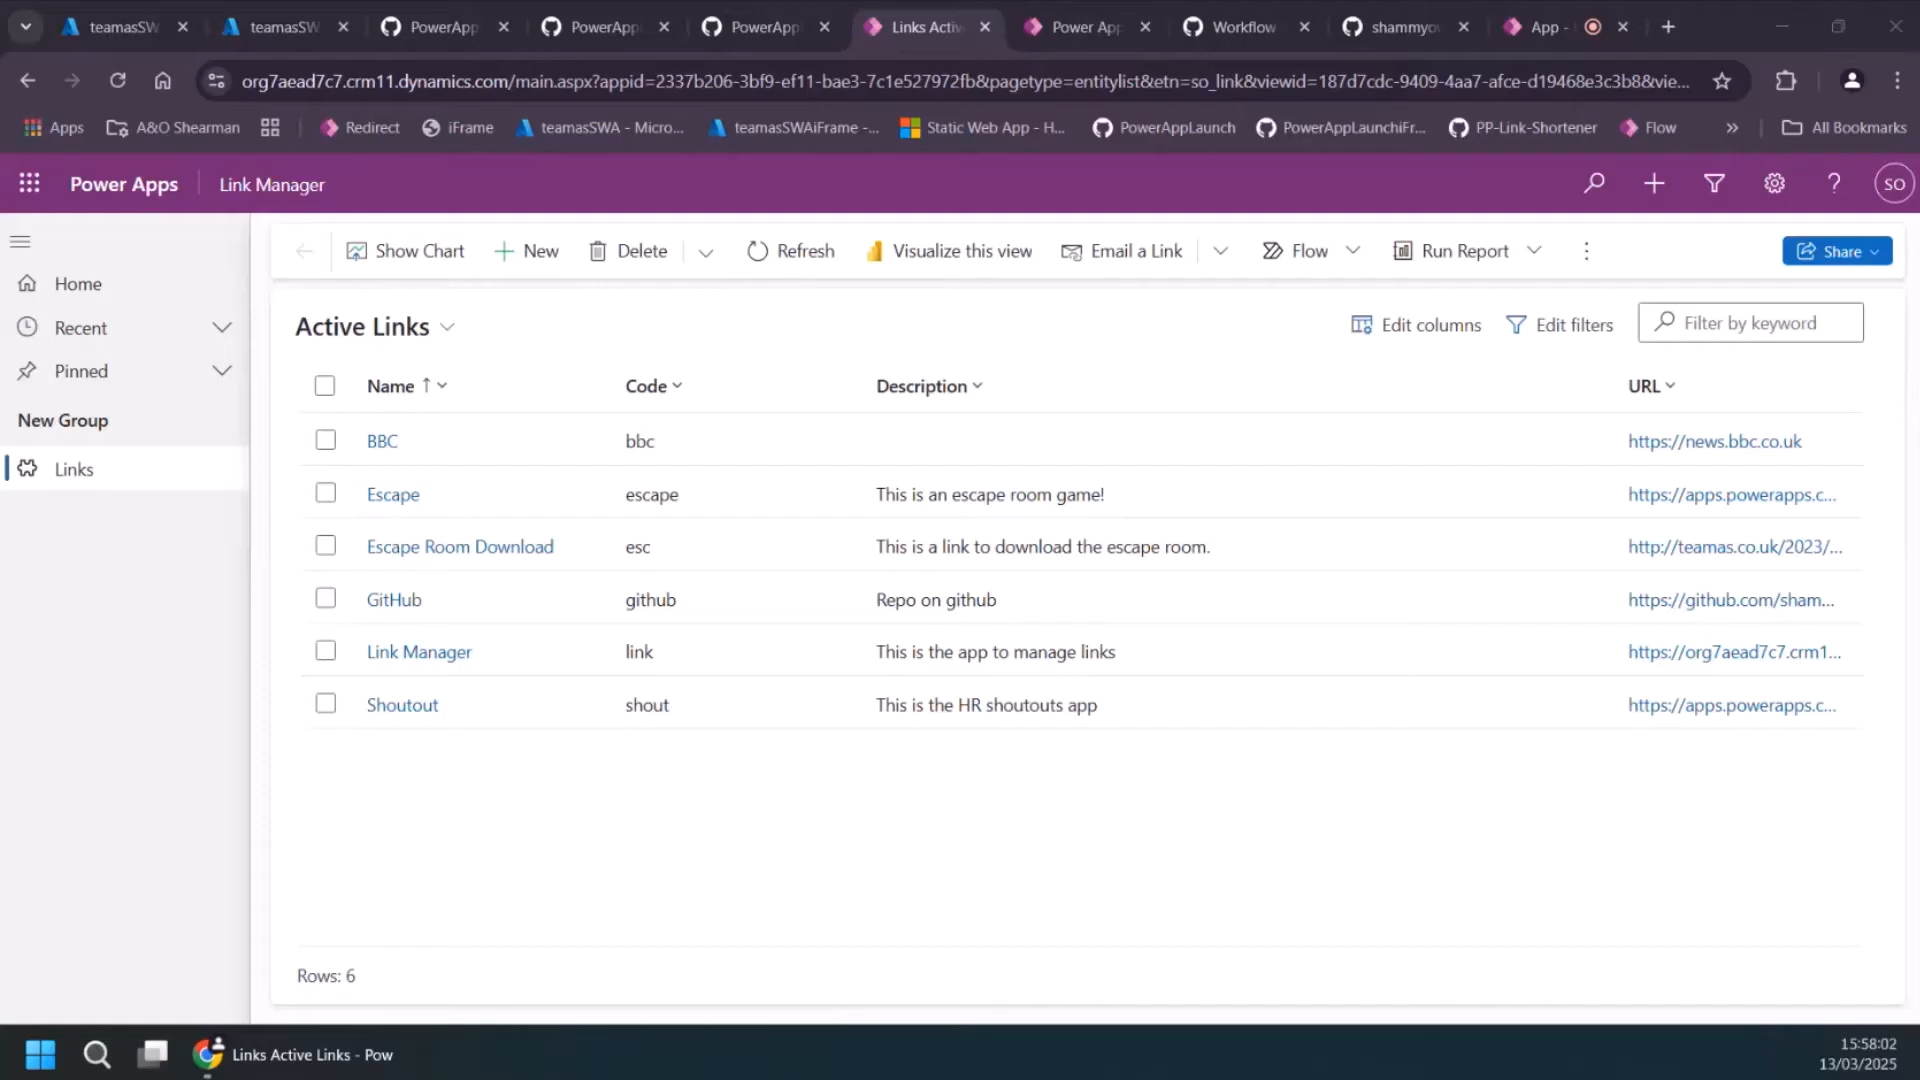 teamasSW
teamasSW
PowerApp
PowerApp
PowerApp
Links Activ
Power App
Workflow
shammyo
App -
org7aead7c7.crm11.dynamics.com/main.aspx?appid=2337b206-3bf9-ef11-bae3-7c1e527972fb&pagetype=entitylist&etn=so_link&viewid=187d7cdc-9409-4aa7-afce-d19468e3c3b8&vie...
Apps
A&O Shearman
Redirect
iFrame
teamasSWA - Micro...
teamasSWAiFrame -...
Static Web App - H...
PowerAppLaunch
PowerAppLaunchiFr...
PP-Link-Shortener
Flow
All Bookmarks
Power Apps
Link Manager
SO
Show Chart
New
Delete
Refresh
Visualize this view
Email a Link
Flow
Run Report
Share
Home
Recent
Pinned
New Group
Links
Active Links
Edit columns
Edit filters
Filter by keyword
Name
Code
Description
URL
BBC bbc https://news.bbc.co.uk
Escape escape This is an escape room game! https://apps.powerapps.c...
Escape Room Download esc This is a link to download the escape room. http://teamas.co.uk/2023/...
GitHub github Repo on github https://github.com/sham...
Link Manager link This is the app to manage links https://org7aead7c7.crm1...
Shoutout shout This is the HR shoutouts app https://apps.powerapps.c...
Rows: 6
Links Active Links - Pow
15:58:02
13/03/2025